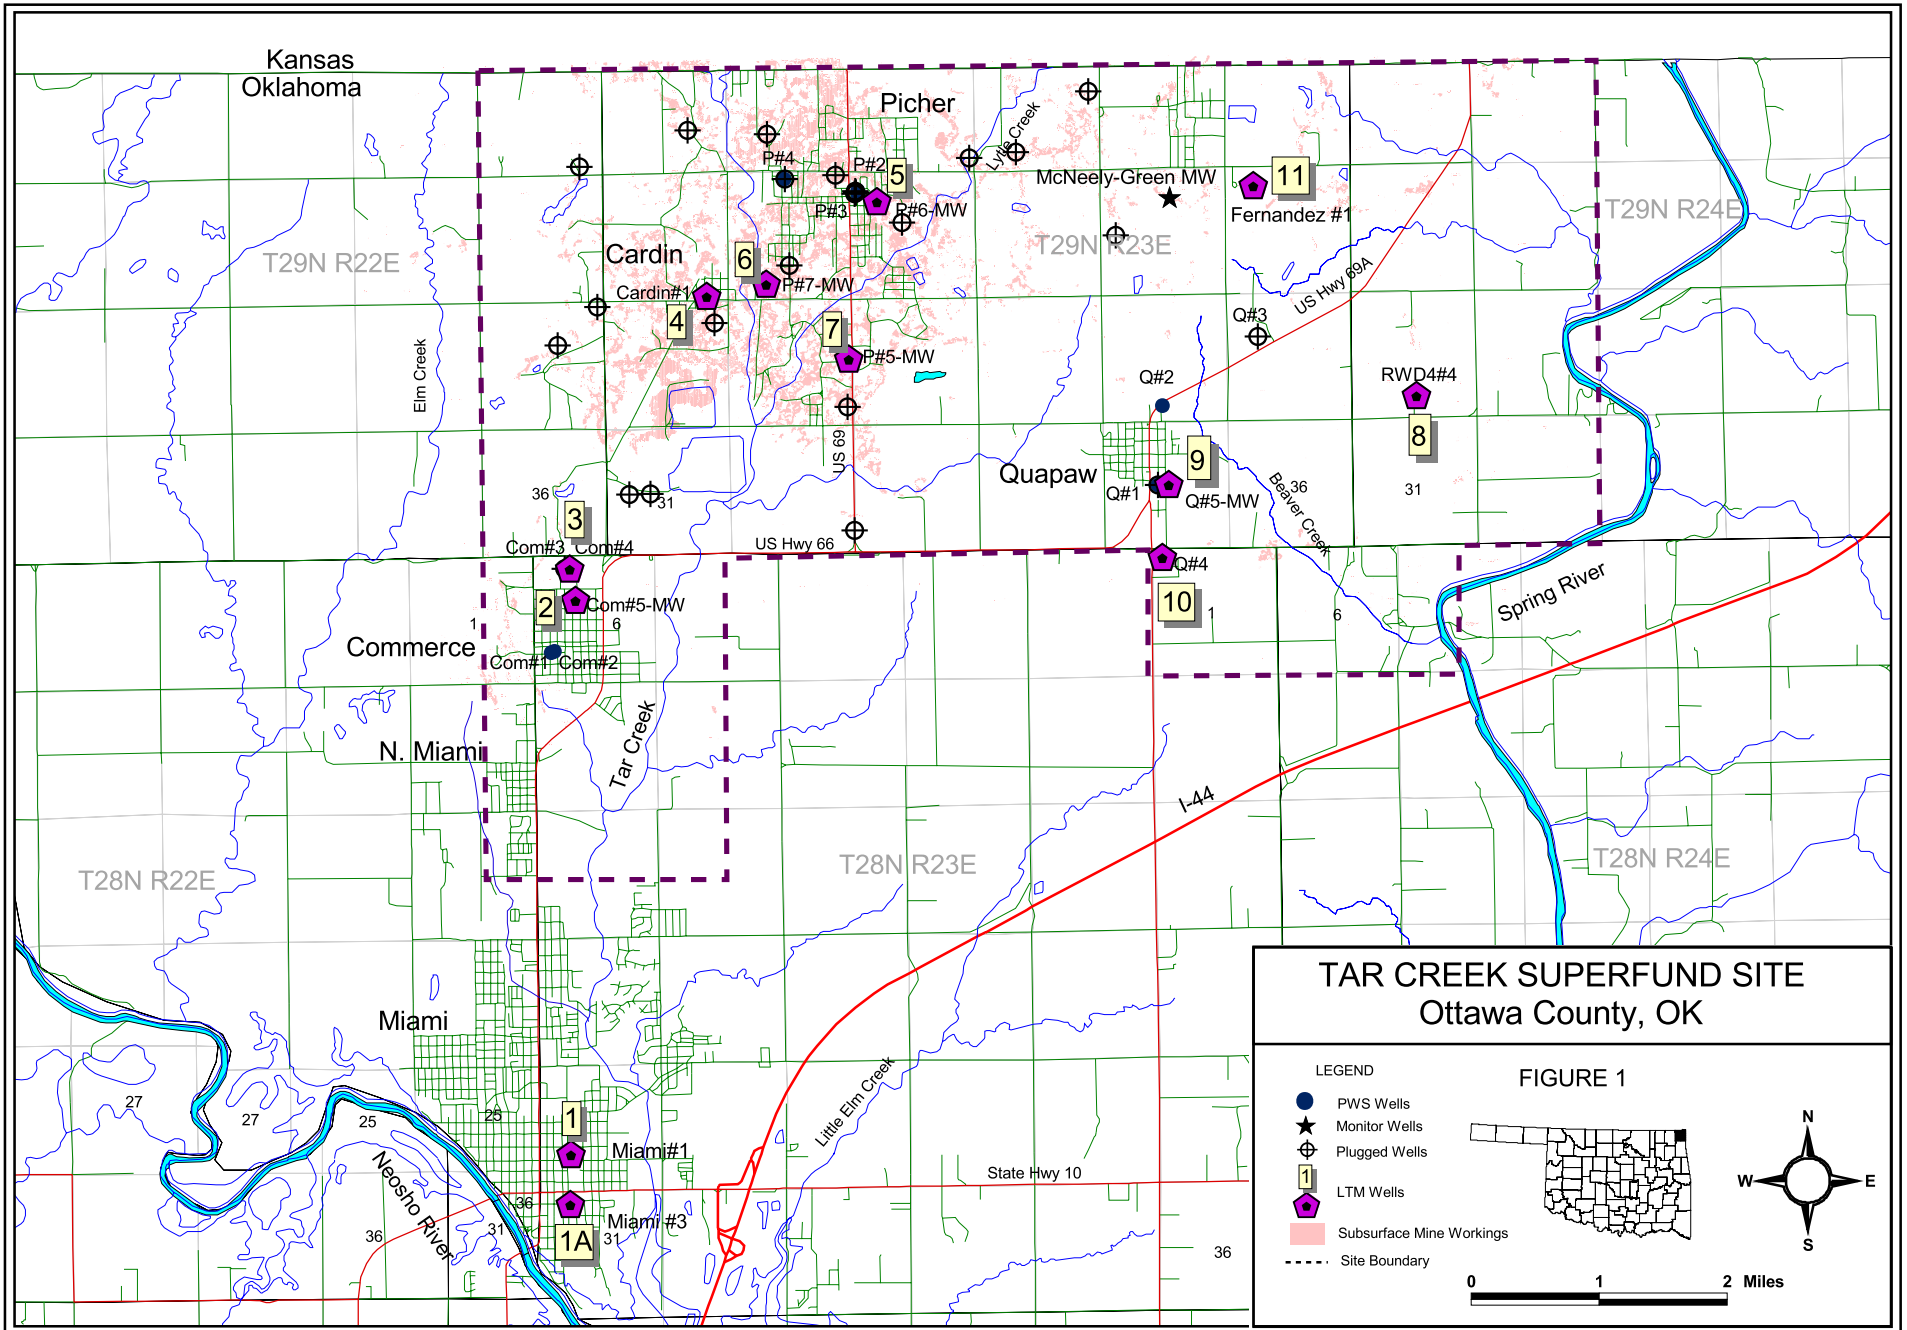 Kansas
Oklahoma
Picher
Lytle Creek
P#4
P#2
5
McNeely-Green MW
11
P#3
P#6-MW
Fernandez #1
T29N R24E
T29N R22E
Cardin
6
T29N R23E
Cardin#1
P#7-MW
US Hwy 69A
4
7
Q#3
Elm Creek
P#5-MW
Q#2
RWD4#4
8
US 69
Quapaw
9
36
31
Q#1
Q#5-MW
36
31
Beaver Creek
3
Com#3
Com#4
US Hwy 66
Q#4
2
Com#5-MW
10
Spring River
1
6
1
6
Commerce
Com#1
Com#2
N. Miami
Tar Creek
I-44
T28N R22E
T28N R23E
T28N R24E
Miami
27
27
25
25
1
Little Elm Creek
Miami#1
Neosho River
State Hwy 10
36
Miami #3
36
31
1A
31
36
TAR CREEK SUPERFUND SITE
Ottawa County, OK
LEGEND
FIGURE 1
PWS Wells
Monitor Wells
Plugged Wells
1
LTM Wells
Subsurface Mine Workings
Site Boundary
N
W
E
S
0 1 2 Miles